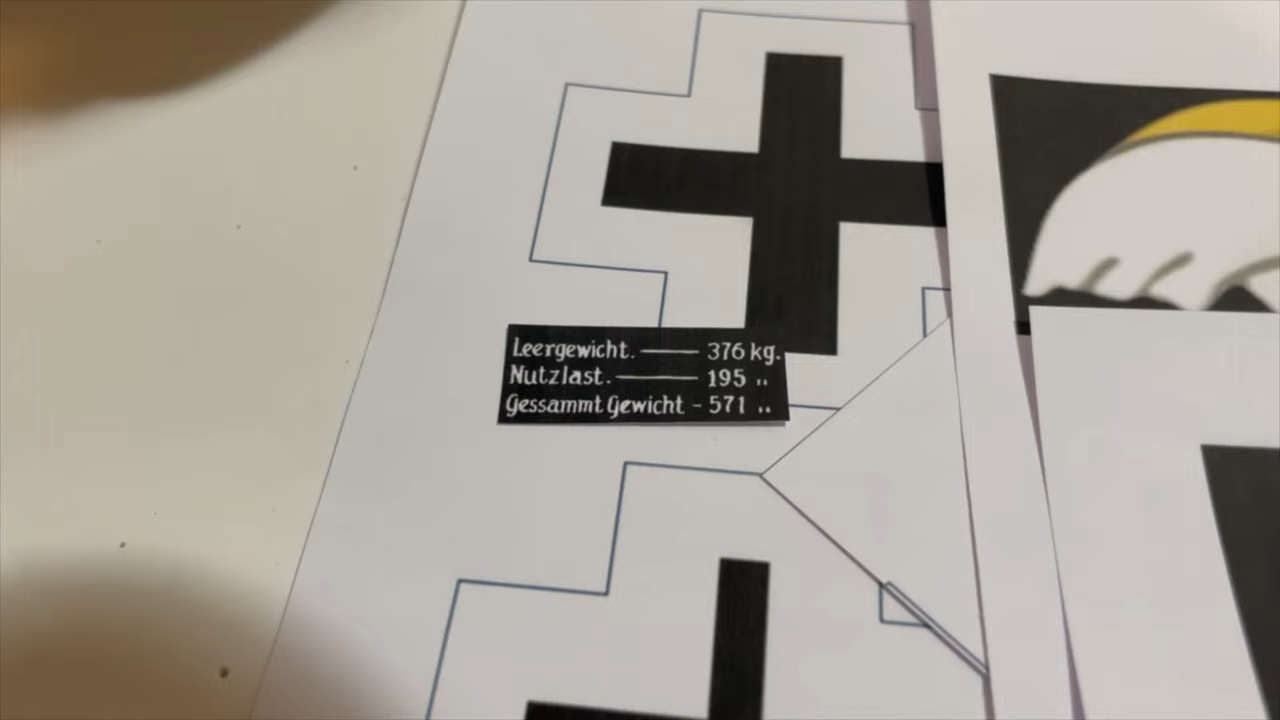 Leergewicht. —— 376 kg.
Nutzlast. —— 195 „
Gessammt Gewicht - 571 „